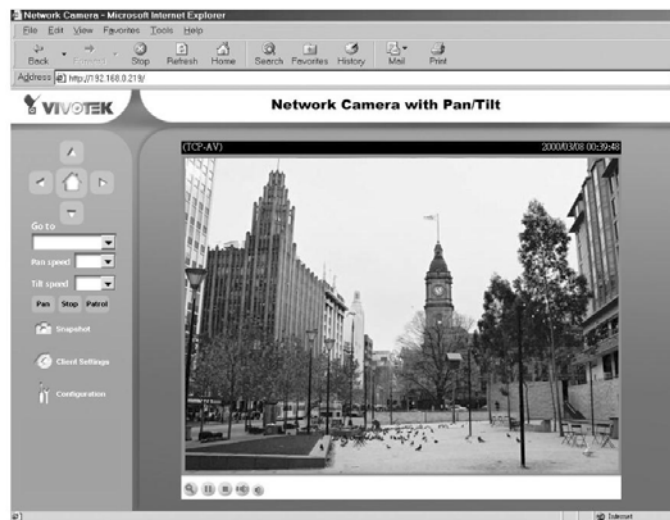 Network Camera - Microsoft Internet Explorer
File Edit View Favorites Tools Help
Back Forward Stop Refresh Home Search Favorites History Mail Print
Address http://192.168.0.219/
VIVOTEK
Network Camera with Pan/Tilt
(TCP-AV) 2000/03/08 00:39:48
Go to
Pan speed
Tilt speed
Pan Stop Patrol
Snapshot
Client Settings
Configuration
Internet